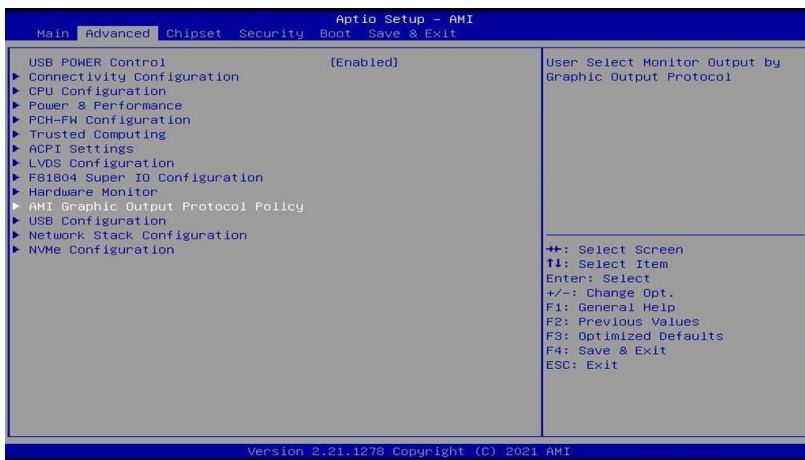 Aptio Setup – AMI
Main Advanced Chipset Security Boot Save & Exit
USB POWER Control [Enabled]
Connectivity Configuration
CPU Configuration
Power & Performance
PCH-FW Configuration
Trusted Computing
ACPI Settings
LVDS Configuration
F81804 Super IO Configuration
Hardware Monitor
AMI Graphic Output Protocol Policy
USB Configuration
Network Stack Configuration
NVMe Configuration
User Select Monitor Output by
Graphic Output Protocol
→←: Select Screen
↑↓: Select Item
Enter: Select
+/-: Change Opt.
F1: General Help
F2: Previous Values
F3: Optimized Defaults
F4: Save & Exit
ESC: Exit
Version 2.21.1278 Copyright (C) 2021 AMI